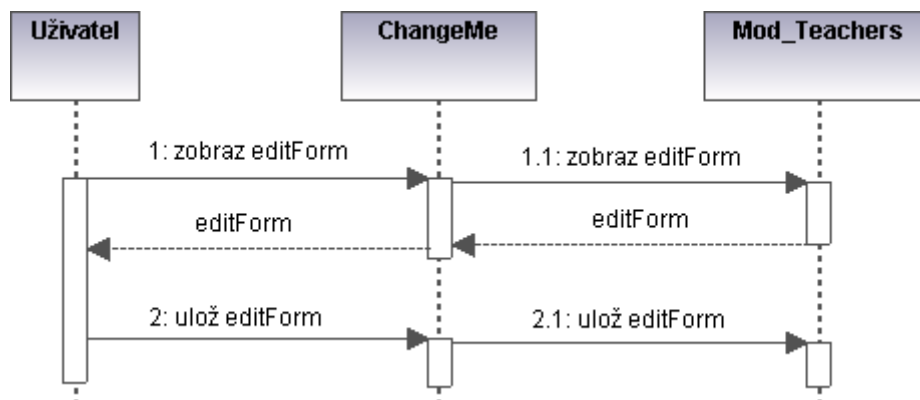 Uživatel
ChangeMe
Mod_Teachers
1: zobraz editForm
1.1: zobraz editForm
editForm
editForm
2: ulož editForm
2.1: ulož editForm